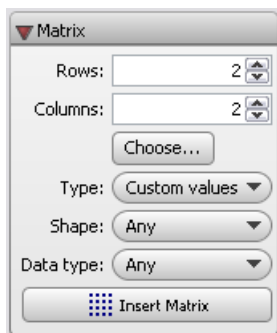 Matrix
Rows: 2
Columns: 2
Choose...
Type: Custom values
Shape: Any
Data type: Any
Insert Matrix